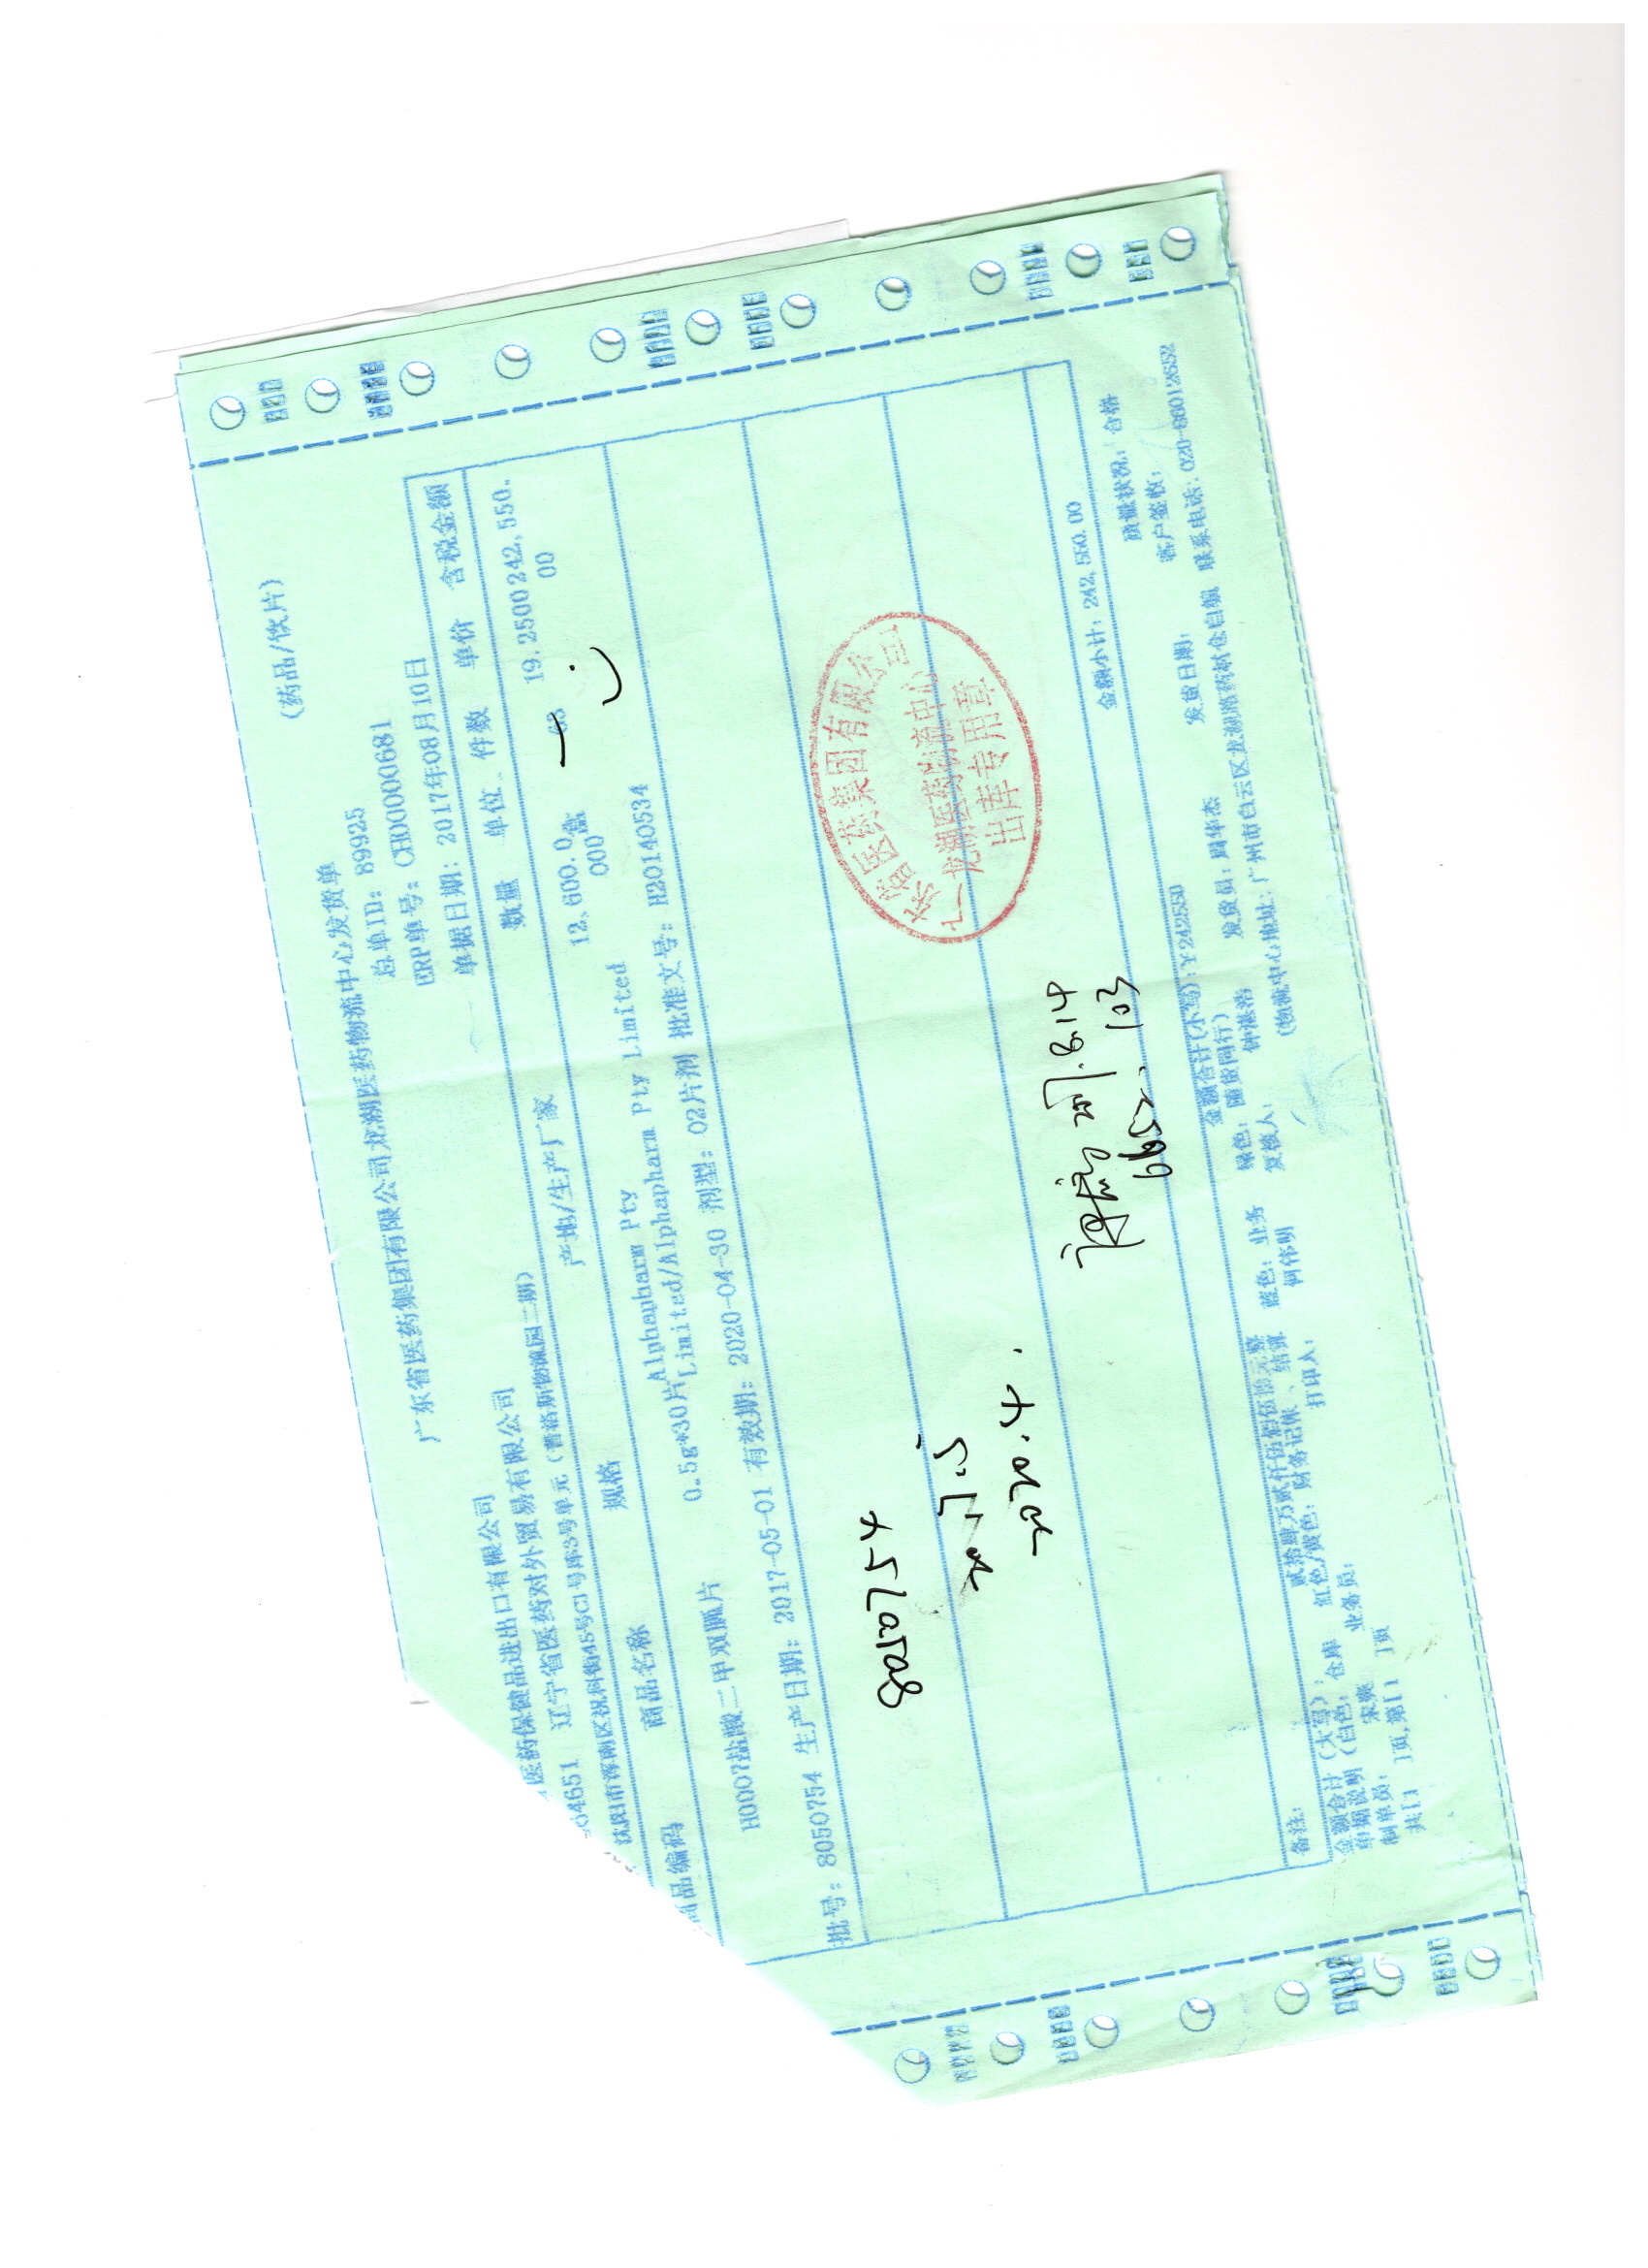 (药品/饮片)
广东省医药集团有限公司龙湖医药物流中心发货单
总单ID: 89925
ERP单号: CHO0000681
单据日期: 2017年08月10日
医药保健品进出口有限公司
64651 辽宁省医药对外贸易有限公司
沈阳市浑南区祝科街45号C1号库3号单元(普洛斯物流园二期)
商品编码 商品名称 规格 产地/生产厂家 数量 单位 件数 单价 含税金额
H0007盐酸二甲双胍片 0.5g*30片 Alphapharm Pty Limited/Alphapharm Pty Limited 12,600.0000 盒 63 19.2500 242,550.00
批号: 8050754 生产日期: 2017-05-01 有效期: 2020-04-30 剂型: 02片剂 批准文号: H20140534
8050754
2017.5
2020.4.
2017.8.14
6652. 103
广东省医药集团有限公司
龙湖医药物流中心
出库专用章
金额小计: 242,550.00
备注:
金额合计(大写): 贰拾肆万贰仟伍佰伍拾元整 金额合计(小写): ¥242550 质量状况: 合格
单据说明(白色: 仓库 红色/黄色: 财务记账、结算 蓝色: 业务 绿色: 随货同行) 客户签收:
制单员: 宋爽 业务员: 打印人: 何伟明 复核人: 钟湛浩 发货员: 周华杰 发货日期:
共[1 ]页,第[1 ]页 (物流中心地址: 广州市白云区龙湖路药材仓自编 联系电话: 020-86012652